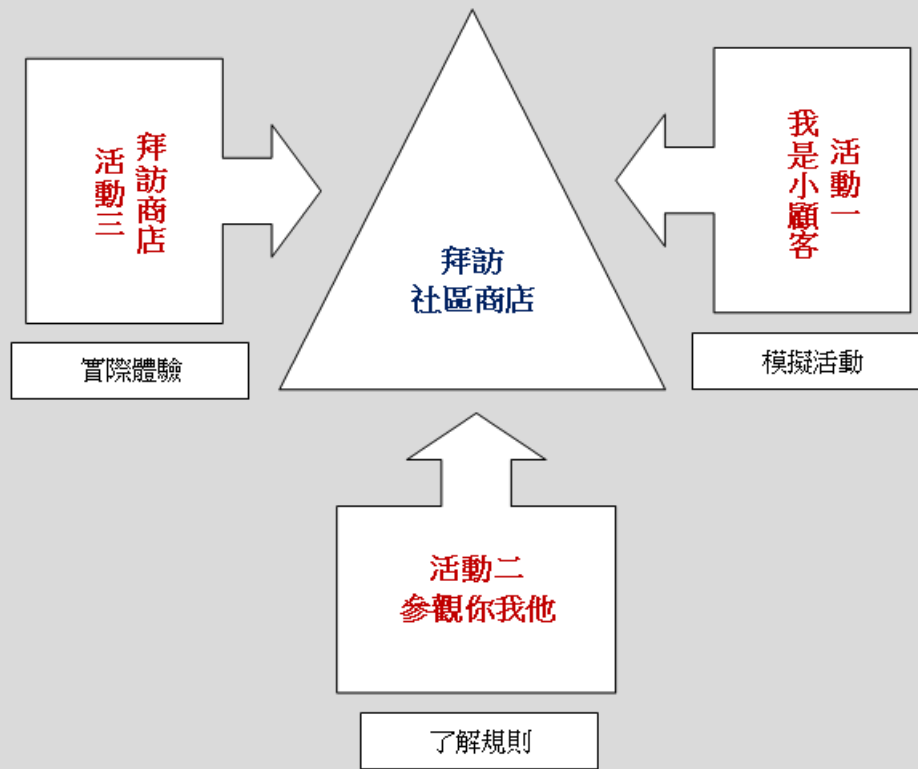 活動三
拜訪商店
實際體驗
拜訪
社區商店
活動一
我是小顧客
模擬活動
活動二
參觀你我他
了解規則